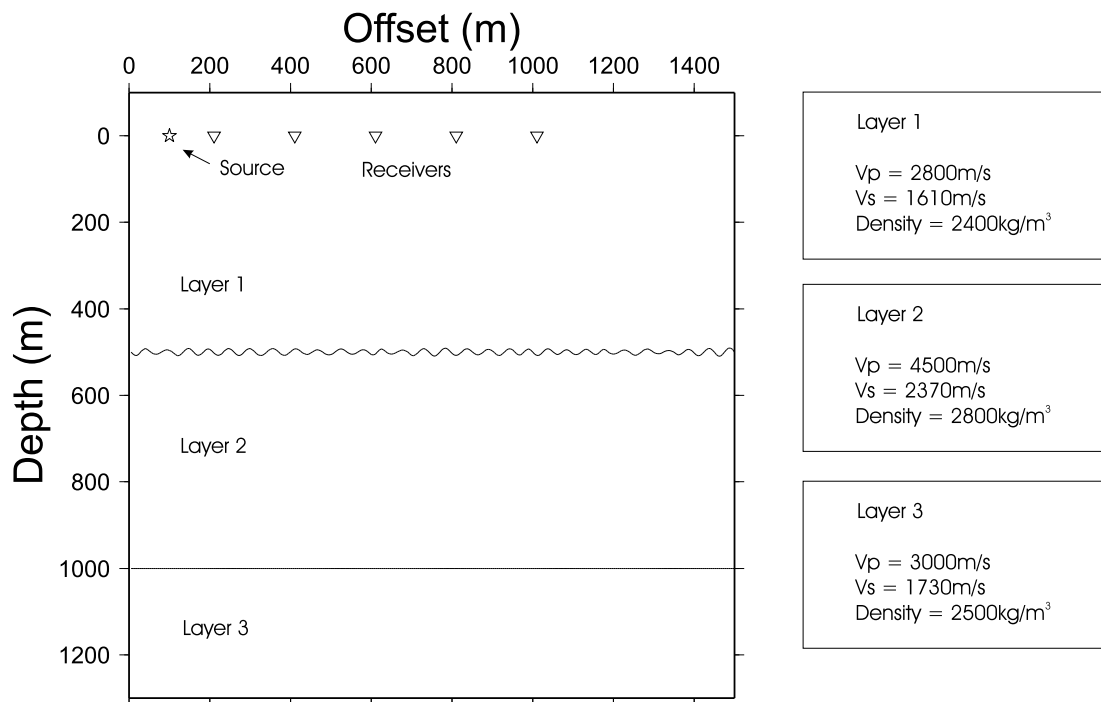 Offset (m)
0 200 400 600 800 1000 1200 1400
0
Source
Receivers
200
Layer 1
400
Depth (m)
600
Layer 2
800
1000
Layer 3
1200
Layer 1
Vp = 2800m/s
Vs = 1610m/s
Density = 2400kg/m³
Layer 2
Vp = 4500m/s
Vs = 2370m/s
Density = 2800kg/m³
Layer 3
Vp = 3000m/s
Vs = 1730m/s
Density = 2500kg/m³